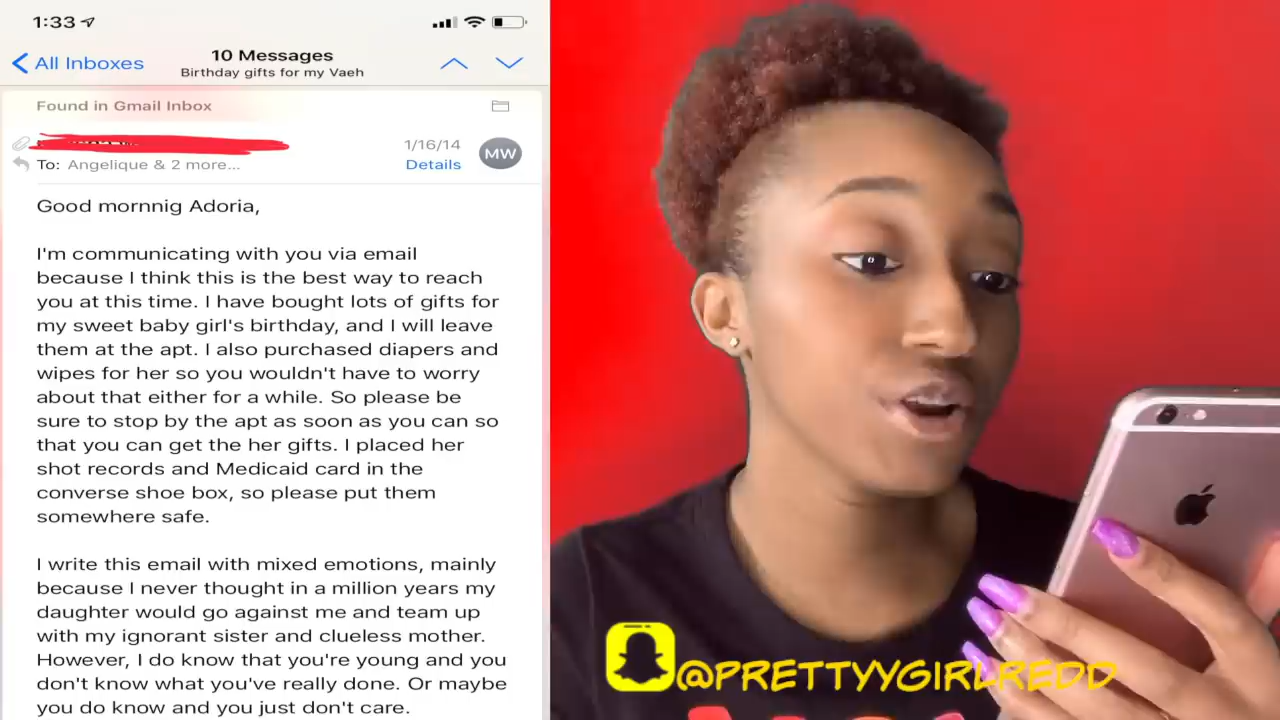 1:33
All Inboxes
10 Messages
Birthday gifts for my Vaeh
Found in Gmail Inbox
1/16/14
MW
To: Angelique & 2 more...
Details
Good mornnig Adoria,
I'm communicating with you via email
because I think this is the best way to reach
you at this time. I have bought lots of gifts for
my sweet baby girl's birthday, and I will leave
them at the apt. I also purchased diapers and
wipes for her so you wouldn't have to worry
about that either for a while. So please be
sure to stop by the apt as soon as you can so
that you can get the her gifts. I placed her
shot records and Medicaid card in the
converse shoe box, so please put them
somewhere safe.
I write this email with mixed emotions, mainly
because I never thought in a million years my
daughter would go against me and team up
with my ignorant sister and clueless mother.
However, I do know that you're young and you
don't know what you've really done. Or maybe
you do know and you just don't care.
@PRETTYYGIRLREDD